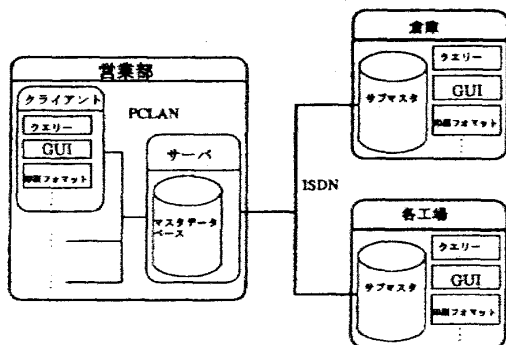 営業部
クライアント
クエリー
GUI
印刷フォマット
PCLAN
サーバ
マスタデータ
ベース
ISDN
倉庫
サブマスタ
クエリー
GUI
印刷フォマット
各工場
サブマスタ
クエリー
GUI
印刷フォマット